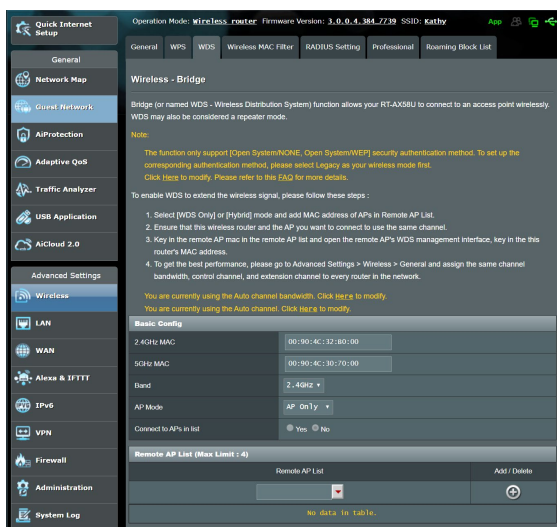 Quick Internet
Setup
Operation Mode: Wireless router Firmware Version: 3.0.0.4.384_7739 SSID: Kathy
App
General
WPS
WDS
Wireless MAC Filter
RADIUS Setting
Professional
Roaming Block List
General
Network Map
Guest Network
AiProtection
Adaptive QoS
Traffic Analyzer
USB Application
AiCloud 2.0
Advanced Settings
Wireless
LAN
WAN
Alexa & IFTTT
IPv6
VPN
Firewall
Administration
System Log
Wireless - Bridge
Bridge (or named WDS - Wireless Distribution System) function allows your RT-AX58U to connect to an access point wirelessly.
WDS may also be considered a repeater mode.
Note:
The function only support [Open System/NONE, Open System/WEP] security authentication method. To set up the
corresponding authentication method, please select Legacy as your wireless mode first.
Click Here to modify. Please refer to this FAQ for more details.
To enable WDS to extend the wireless signal, please follow these steps :
1. Select [WDS Only] or [Hybrid] mode and add MAC address of APs in Remote AP List.
2. Ensure that this wireless router and the AP you want to connect to use the same channel.
3. Key in the remote AP mac in the remote AP list and open the remote AP's WDS management interface, key in the this
router's MAC address.
4. To get the best performance, please go to Advanced Settings > Wireless > General and assign the same channel
bandwidth, control channel, and extension channel to every router in the network.
You are currently using the Auto channel bandwidth. Click Here to modify.
You are currently using the Auto channel. Click Here to modify.
Basic Config
2.4GHz MAC
00:90:4C:32:B0:00
5GHz MAC
00:90:4C:30:70:00
Band
2.4GHz
AP Mode
AP Only
Connect to APs in list
Yes No
Remote AP List (Max Limit : 4)
Remote AP List
Add / Delete
No data in table.